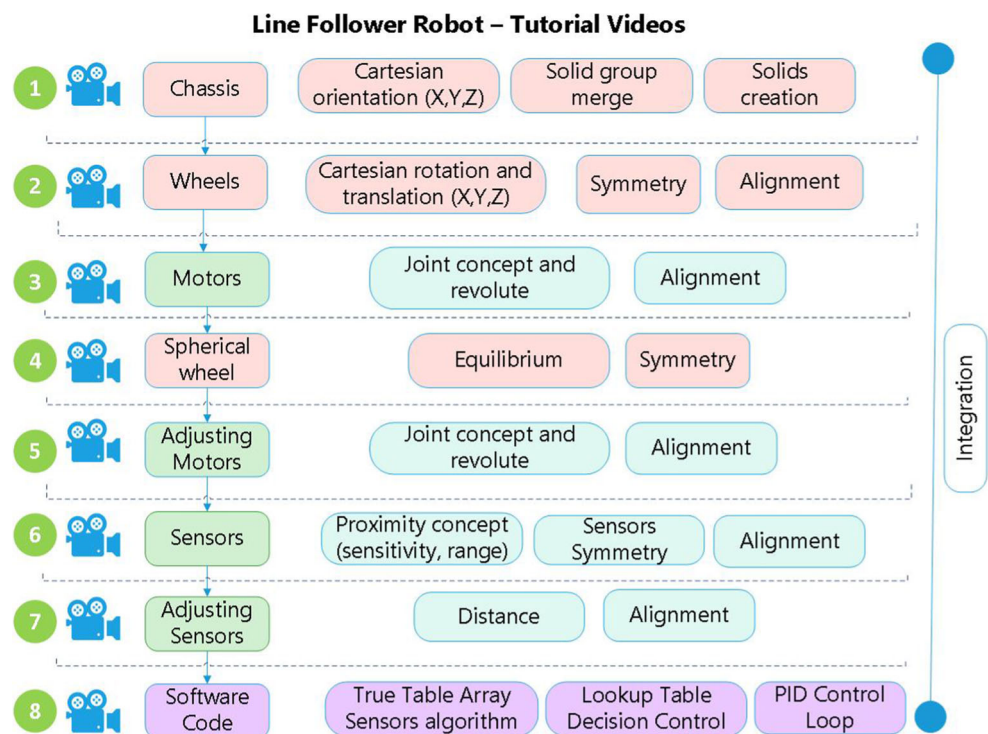 Line Follower Robot – Tutorial Videos
1
Chassis
Cartesian
orientation (X,Y,Z)
Solid group
merge
Solids
creation
2
Wheels
Cartesian rotation and
translation (X,Y,Z)
Symmetry
Alignment
3
Motors
Joint concept and
revolute
Alignment
4
Spherical
wheel
Equilibrium
Symmetry
5
Adjusting
Motors
Joint concept and
revolute
Alignment
6
Sensors
Proximity concept
(sensitivity, range)
Sensors
Symmetry
Alignment
7
Adjusting
Sensors
Distance
Alignment
8
Software
Code
True Table Array
Sensors algorithm
Lookup Table
Decision Control
PID Control
Loop
Integration